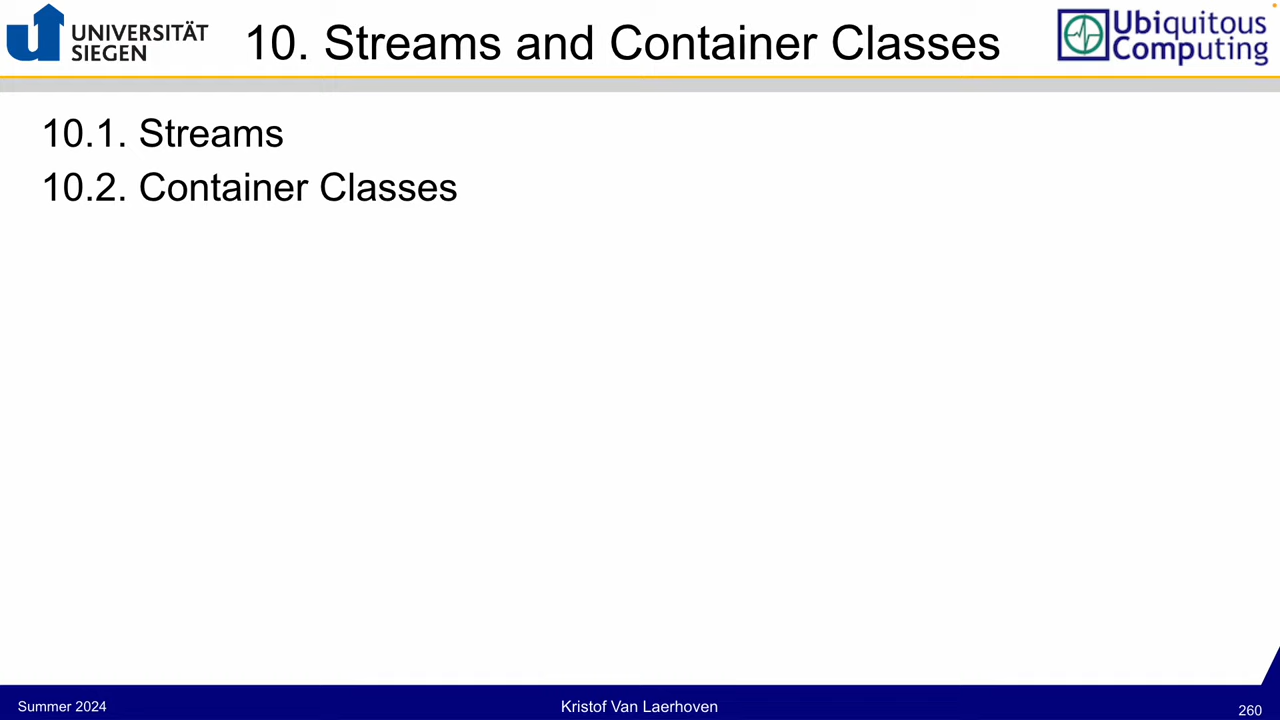 UNIVERSITÄT
SIEGEN
10. Streams and Container Classes
Ubiquitous
Computing
10.1. Streams
10.2. Container Classes
Summer 2024
Kristof Van Laerhoven
260